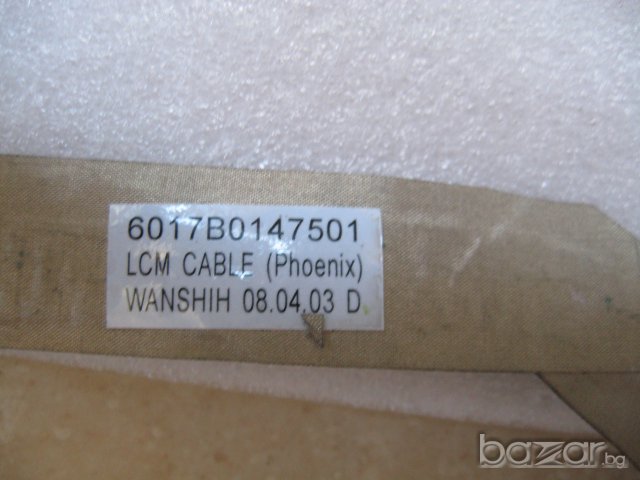 6017B0147501
LCM CABLE (Phoenix)
WANSHIH 08.04.03 D
bazar.bg